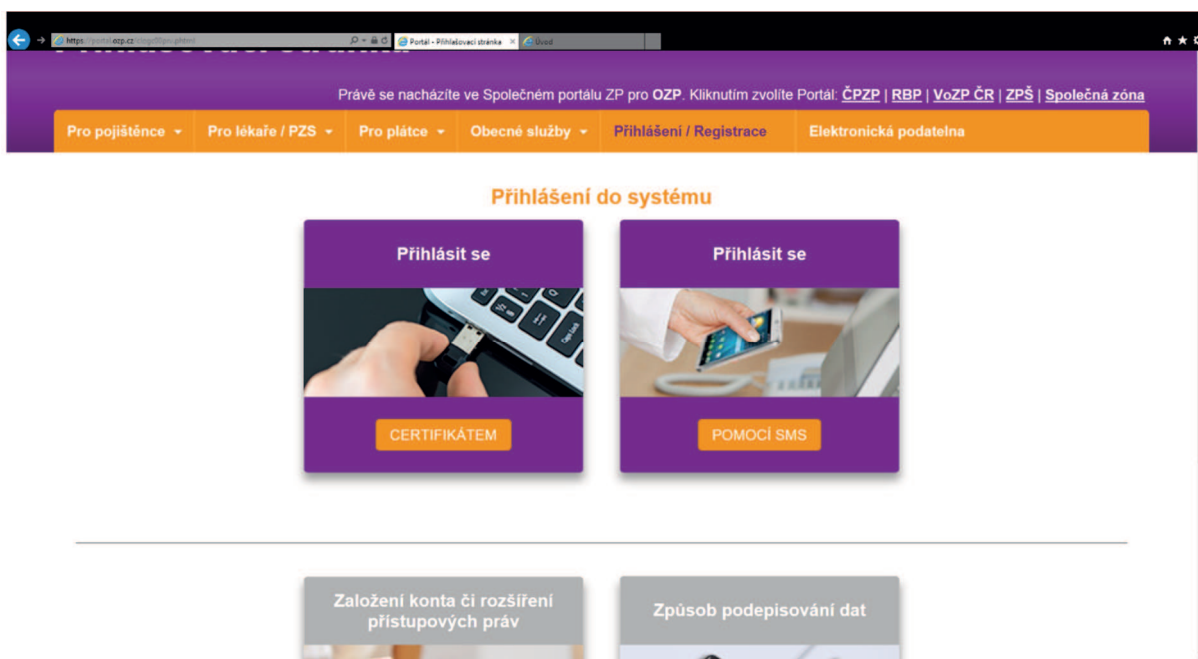 Portál - Přihlašovací stránka
Úvod
Právě se nacházíte ve Společném portálu ZP pro OZP. Kliknutím zvolíte Portál: ČPZP | RBP | VoZP ČR | ZPŠ | Společná zóna
Pro pojištěnce Pro lékaře / PZS Pro plátce Obecné služby Přihlášení / Registrace Elektronická podatelna
Přihlášení do systému
Přihlásit se
CERTIFIKÁTEM
Přihlásit se
POMOCÍ SMS
Založení konta či rozšíření
přístupových práv
Způsob podepisování dat